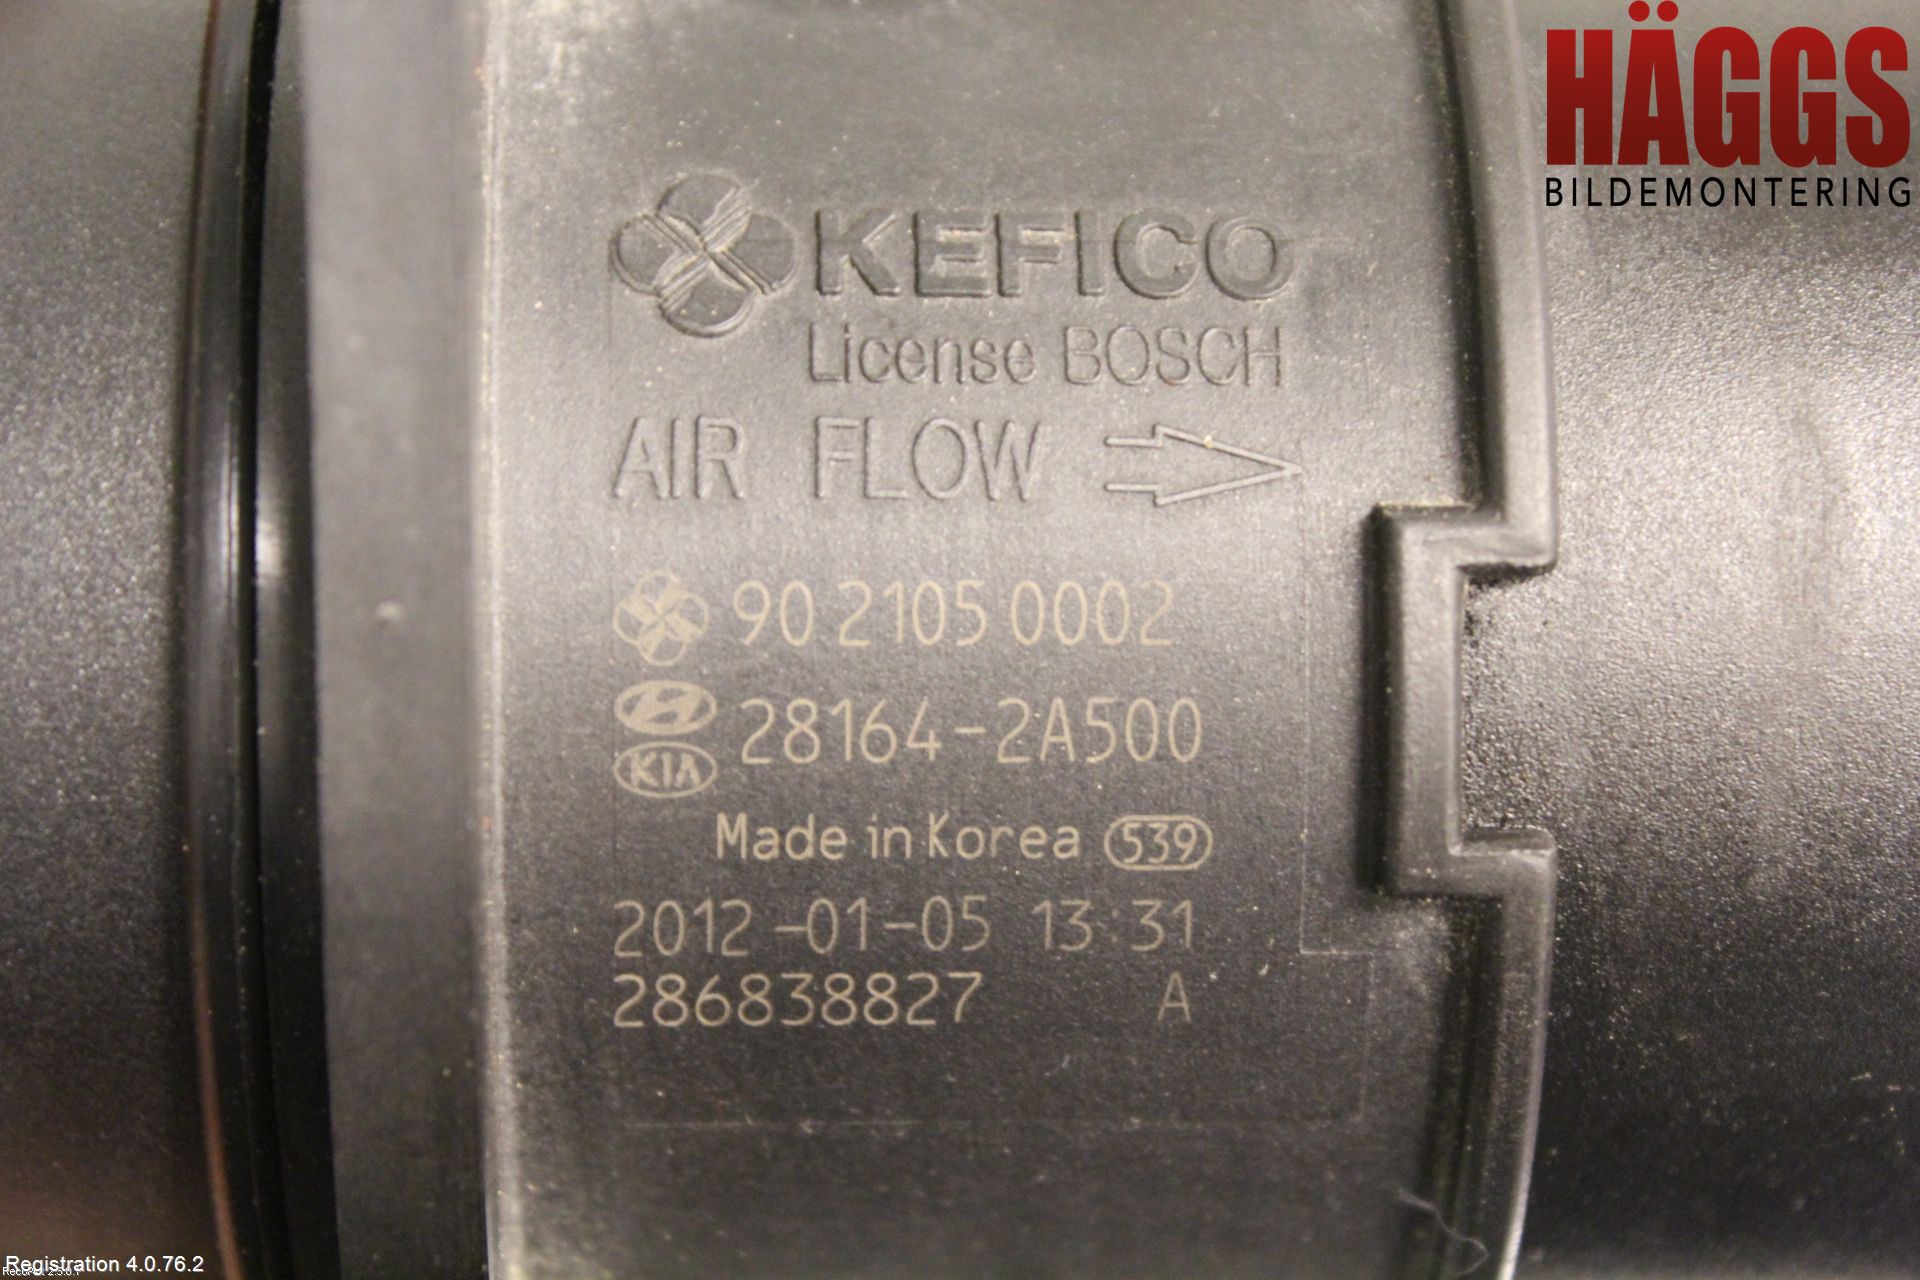 HÄGGS
BILDEMONTERING
KEFICO
License BOSCH
AIR FLOW
90 2105 0002
28164-2A500
KIA
Made in Korea 539
2012-01-05 13:31
286838827 A
Registration 4.0.76.2